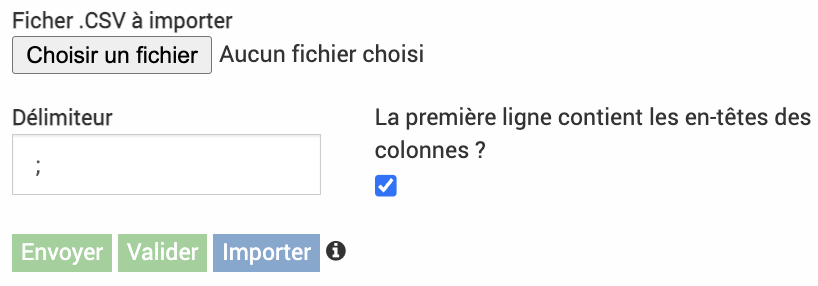 Ficher .CSV à importer
Choisir un fichier Aucun fichier choisi
Délimiteur
;
La première ligne contient les en-têtes des
colonnes ?
Envoyer Valider Importer